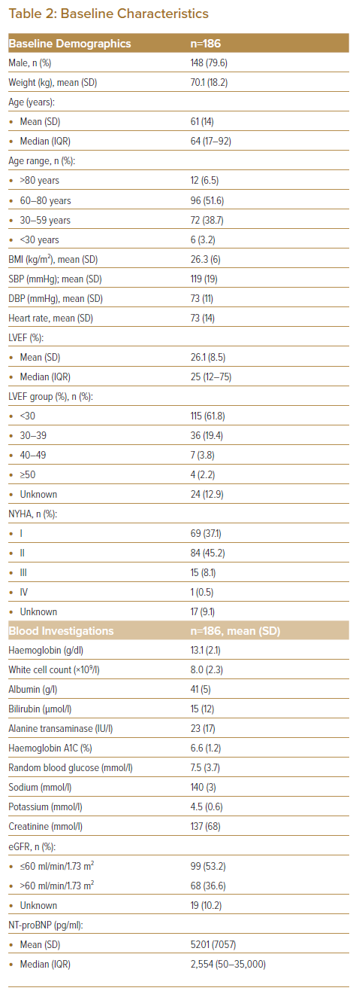 Table 2: Baseline Characteristics
Baseline Demographics n=186
Male, n (%) 148 (79.6)
Weight (kg), mean (SD) 70.1 (18.2)
Age (years):
• Mean (SD) 61 (14)
• Median (IQR) 64 (17–92)
Age range, n (%):
• >80 years 12 (6.5)
• 60–80 years 96 (51.6)
• 30–59 years 72 (38.7)
• <30 years 6 (3.2)
BMI (kg/m²), mean (SD) 26.3 (6)
SBP (mmHg); mean (SD) 119 (19)
DBP (mmHg), mean (SD) 73 (11)
Heart rate, mean (SD) 73 (14)
LVEF (%):
• Mean (SD) 26.1 (8.5)
• Median (IQR) 25 (12–75)
LVEF group (%), n (%):
• <30 115 (61.8)
• 30–39 36 (19.4)
• 40–49 7 (3.8)
• ≥50 4 (2.2)
• Unknown 24 (12.9)
NYHA, n (%):
• I 69 (37.1)
• II 84 (45.2)
• III 15 (8.1)
• IV 1 (0.5)
• Unknown 17 (9.1)
Blood Investigations n=186, mean (SD)
Haemoglobin (g/dl) 13.1 (2.1)
White cell count (×10⁹/l) 8.0 (2.3)
Albumin (g/l) 41 (5)
Bilirubin (µmol/l) 15 (12)
Alanine transaminase (IU/l) 23 (17)
Haemoglobin A1C (%) 6.6 (1.2)
Random blood glucose (mmol/l) 7.5 (3.7)
Sodium (mmol/l) 140 (3)
Potassium (mmol/l) 4.5 (0.6)
Creatinine (mmol/l) 137 (68)
eGFR, n (%):
• ≤60 ml/min/1.73 m² 99 (53.2)
• >60 ml/min/1.73 m² 68 (36.6)
• Unknown 19 (10.2)
NT-proBNP (pg/ml):
• Mean (SD) 5201 (7057)
• Median (IQR) 2,554 (50–35,000)